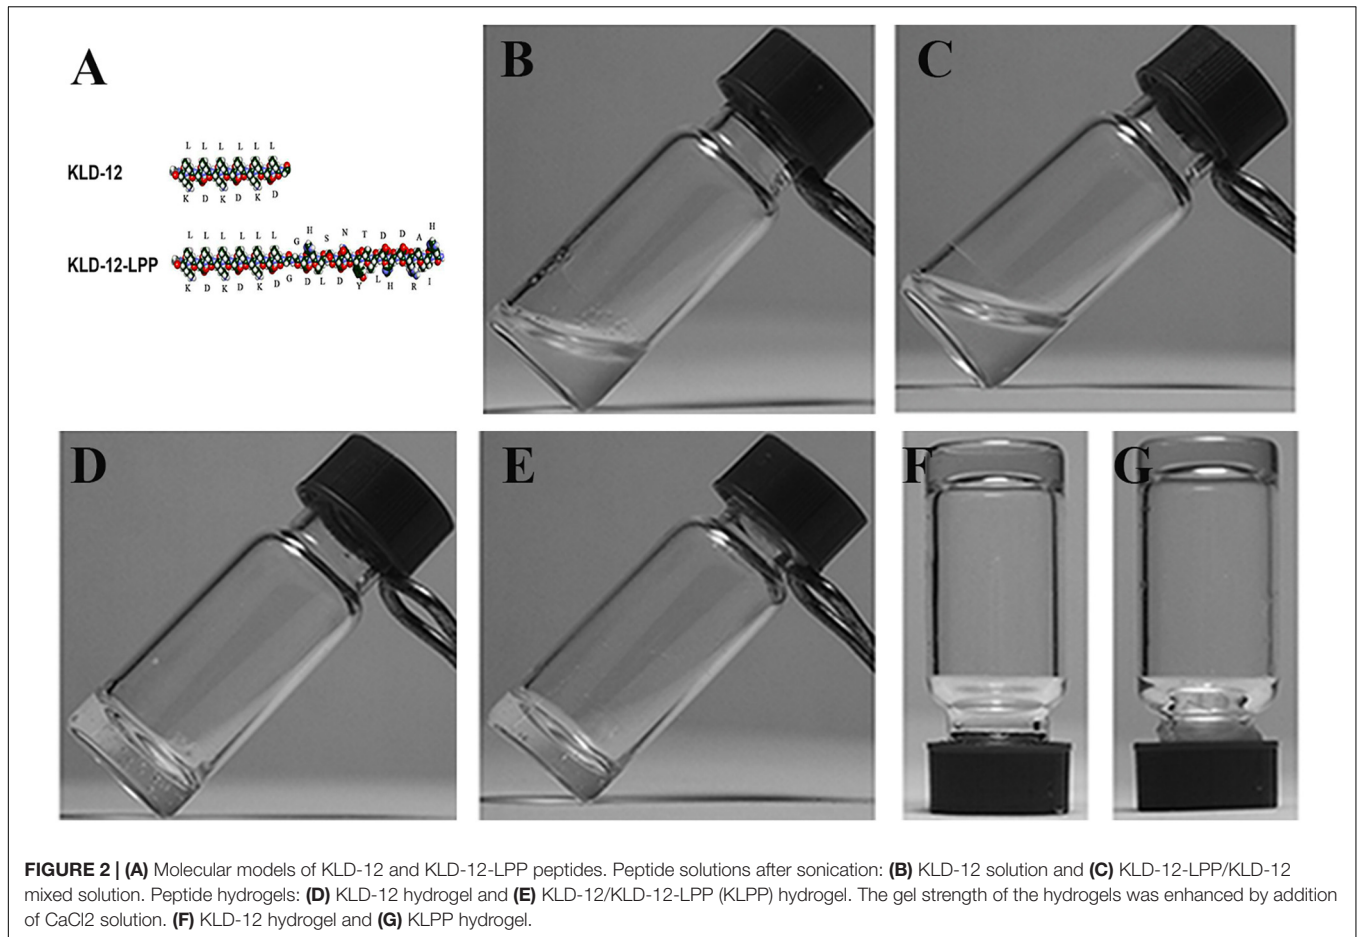 A
L L L L L L
KLD-12
K D K D K D
L L L L L L G H S N T D D A H
KLD-12-LPP
K D K D K D G D L D Y L H R I
B
C
D
E
F
G
FIGURE 2 | (A) Molecular models of KLD-12 and KLD-12-LPP peptides. Peptide solutions after sonication: (B) KLD-12 solution and (C) KLD-12-LPP/KLD-12
mixed solution. Peptide hydrogels: (D) KLD-12 hydrogel and (E) KLD-12/KLD-12-LPP (KLPP) hydrogel. The gel strength of the hydrogels was enhanced by addition
of CaCl2 solution. (F) KLD-12 hydrogel and (G) KLPP hydrogel.